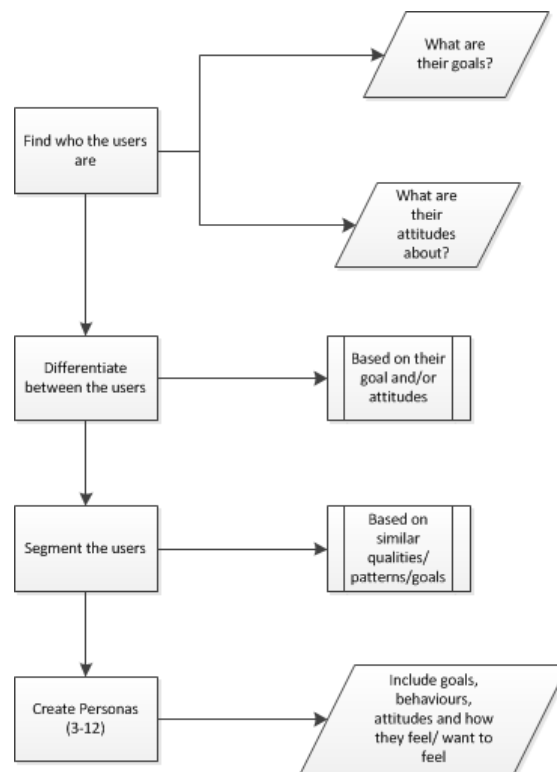 What are
their goals?
Find who the users
are
What are
their
attitudes
about?
Differentiate
between the users
Based on their
goal and/or
attitudes
Segment the users
Based on
similar
qualities/
patterns/goals
Create Personas
(3-12)
Include goals,
behaviours,
attitudes and how
they feel/ want to
feel